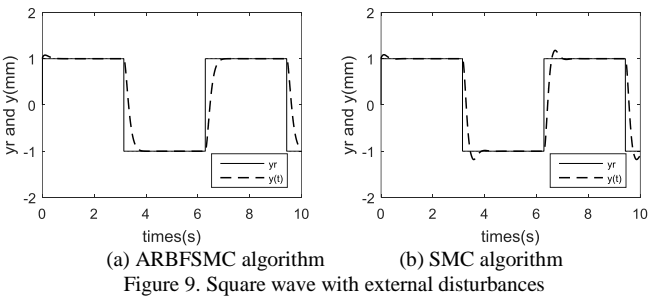 2
1
0
-1
-2
yr and y(mm)
0
2
4
6
8
10
times(s)
yr
y(t)
2
1
0
-1
-2
yr and y(mm)
0
2
4
6
8
10
times(s)
yr
y(t)
(a) ARBFSMC algorithm
(b) SMC algorithm
Figure 9. Square wave with external disturbances